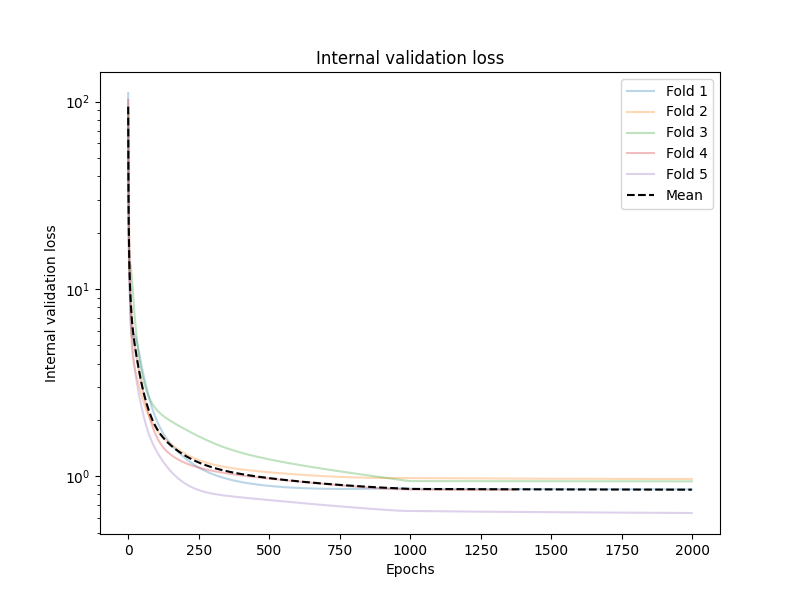 Internal validation loss
Fold 1
Fold 2
Fold 3
Fold 4
Fold 5
Mean
10²
10¹
10⁰
Internal validation loss
0 250 500 750 1000 1250 1500 1750 2000
Epochs